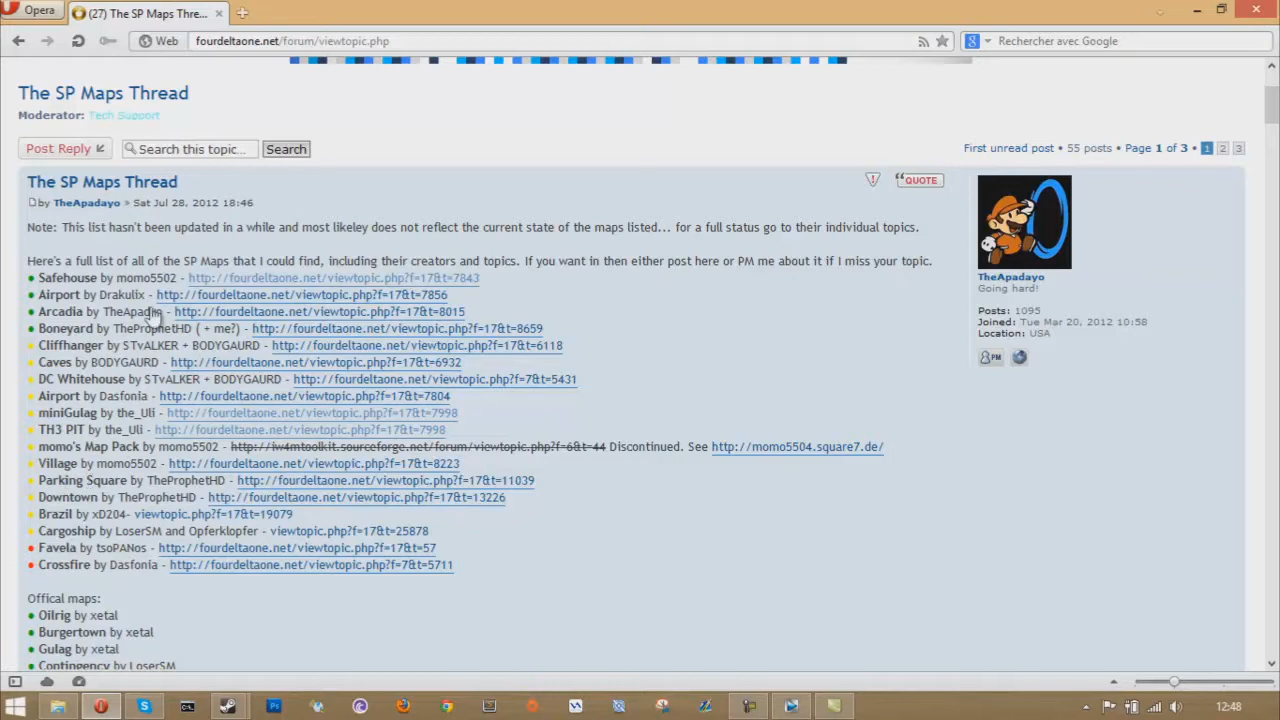 Opera
(27) The SP Maps Thre...
Web
fourdeltaone.net/forum/viewtopic.php
Rechercher avec Google
The SP Maps Thread
Moderator: Tech Support
Post Reply
Search this topic...
Search
First unread post • 55 posts • Page 1 of 3 • 1 2 3
The SP Maps Thread
QUOTE
by TheApadayo » Sat Jul 28, 2012 18:46
Note: This list hasn't been updated in a while and most likeley does not reflect the current state of the maps listed... for a full status go to their individual topics.
Here's a full list of all of the SP Maps that I could find, including their creators and topics. If you want in then either post here or PM me about it if I miss your topic.
Safehouse by momo5502 - http://fourdeltaone.net/viewtopic.php?f=17&t=7843
Airport by Drakulix - http://fourdeltaone.net/viewtopic.php?f=17&t=7856
Arcadia by - http://fourdeltaone.net/viewtopic.php?f=17&t=8015
Boneyard by TheProphetHD ( + me?) - http://fourdeltaone.net/viewtopic.php?f=17&t=8659
Cliffhanger by STvALKER + BODYGAURD - http://fourdeltaone.net/viewtopic.php?f=17&t=6118
Caves by BODYGAURD - http://fourdeltaone.net/viewtopic.php?f=17&t=6932
DC Whitehouse by STvALKER + BODYGAURD - http://fourdeltaone.net/viewtopic.php?f=7&t=5431
Airport by Dasfonia - http://fourdeltaone.net/viewtopic.php?f=17&t=7804
miniGulag by the_Uli - http://fourdeltaone.net/viewtopic.php?f=17&t=7998
TH3 PIT by the_Uli - http://fourdeltaone.net/viewtopic.php?f=17&t=7998
momo's Map Pack by momo5502 - http://iw4mtoolkit.sourceforge.net/forum/viewtopic.php?f=6&t=44 Discontinued. See http://momo5504.square7.de/
Village by momo5502 - http://fourdeltaone.net/viewtopic.php?f=17&t=8223
Parking Square by TheProphetHD - http://fourdeltaone.net/viewtopic.php?f=17&t=11039
Downtown by TheProphetHD - http://fourdeltaone.net/viewtopic.php?f=17&t=13226
Brazil by xD204- viewtopic.php?f=17&t=19079
Cargoship by LoserSM and Opferklopfer - viewtopic.php?f=17&t=25878
Favela by tsoPANos - http://fourdeltaone.net/viewtopic.php?f=17&t=57
Crossfire by Dasfonia - http://fourdeltaone.net/viewtopic.php?f=7&t=5711
Offical maps:
Oilrig by xetal
Burgertown by xetal
Gulag by xetal
Contingency by LoserSM
TheApadayo
Going hard!
Posts: 1095
Joined: Tue Mar 20, 2012 10:58
Location: USA
PM
12:48